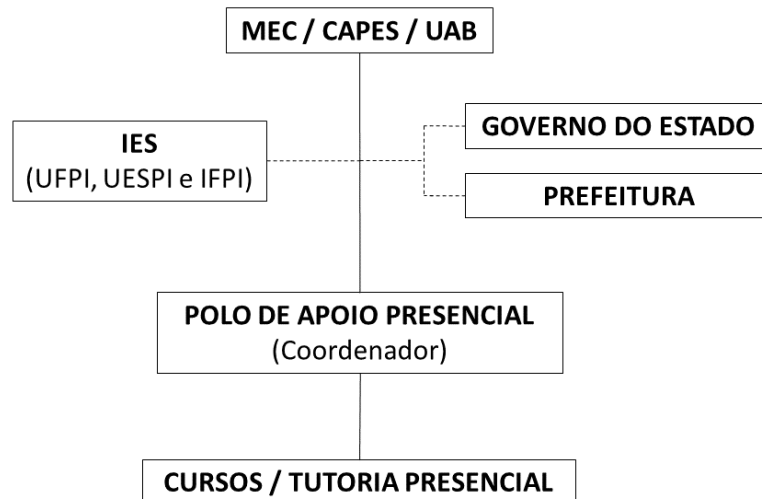 MEC / CAPES / UAB
IES
(UFPI, UESPI e IFPI)
GOVERNO DO ESTADO
PREFEITURA
POLO DE APOIO PRESENCIAL
(Coordenador)
CURSOS / TUTORIA PRESENCIAL